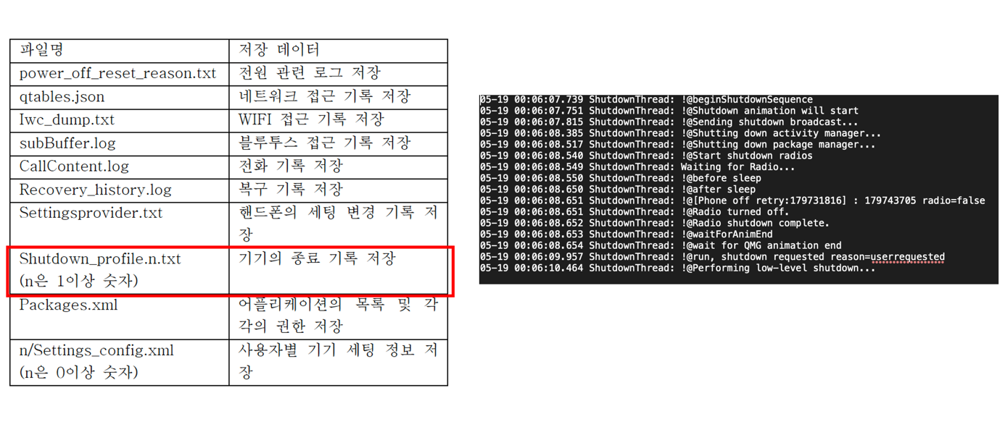 파일명
저장 데이터
power_off_reset_reason.txt
전원 관련 로그 저장
qtables.json
네트워크 접근 기록 저장
Iwc_dump.txt
WIFI 접근 기록 저장
subBuffer.log
블루투스 접근 기록 저장
CallContent.log
전화 기록 저장
Recovery_history.log
복구 기록 저장
Settingsprovider.txt
핸드폰의 세팅 변경 기록 저
장
Shutdown_profile.n.txt
(n은 1이상 숫자)
기기의 종료 기록 저장
Packages.xml
어플리케이션의 목록 및 각
각의 권한 저장
n/Settings_config.xml
(n은 0이상 숫자)
사용자별 기기 세팅 정보 저
장
05-19 00:06:07.739 ShutdownThread: !@beginShutdownSequence
05-19 00:06:07.751 ShutdownThread: !@Shutdown animation will start
05-19 00:06:07.815 ShutdownThread: !@Sending shutdown broadcast...
05-19 00:06:08.385 ShutdownThread: !@Shutting down activity manager...
05-19 00:06:08.517 ShutdownThread: !@Shutting down package manager...
05-19 00:06:08.540 ShutdownThread: !@Start shutdown radios
05-19 00:06:08.549 ShutdownThread: Waiting for Radio...
05-19 00:06:08.550 ShutdownThread: !@before sleep
05-19 00:06:08.650 ShutdownThread: !@after sleep
05-19 00:06:08.651 ShutdownThread: !@[Phone off retry:179731816] : 179743705 radio=false
05-19 00:06:08.651 ShutdownThread: !@Radio turned off.
05-19 00:06:08.652 ShutdownThread: !@Radio shutdown complete.
05-19 00:06:08.653 ShutdownThread: !@waitForAnimEnd
05-19 00:06:08.654 ShutdownThread: !@wait for QMG animation end
05-19 00:06:09.957 ShutdownThread: !@run, shutdown requested reason=userrequested
05-19 00:06:10.464 ShutdownThread: !@Performing low-level shutdown...